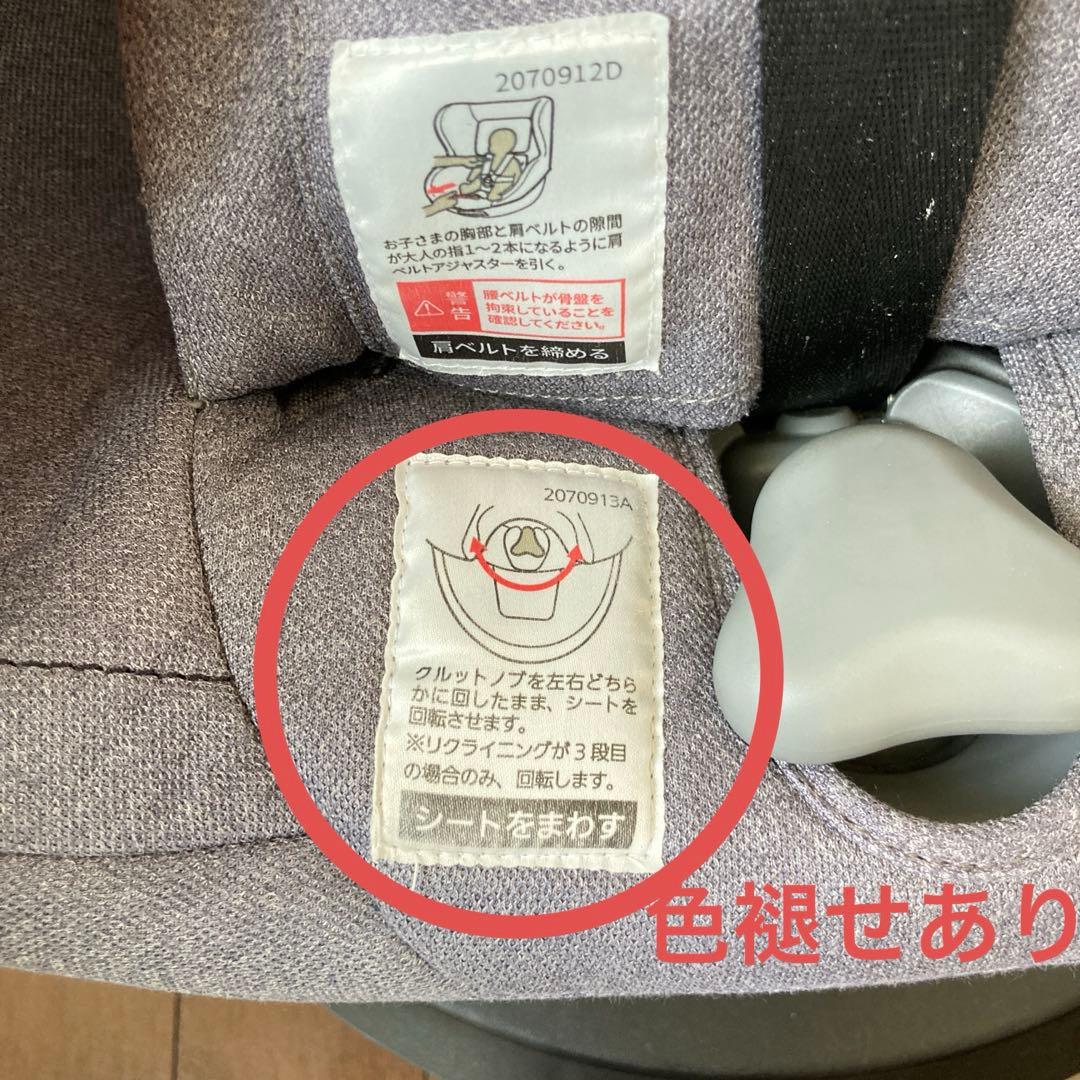 2070912D
お子さまの胸部と肩ベルトの隙間
が大人の指1〜2本になるように肩
ベルトアジャスターを引く。
警告
腰ベルトが骨盤を
拘束していることを
確認してください。
肩ベルトを締める
2070913A
クルットノブを左右どちら
かに回したまま、シートを
回転させます。
※リクライニングが3段目
の場合のみ、回転します。
シートをまわす
色褪せあり